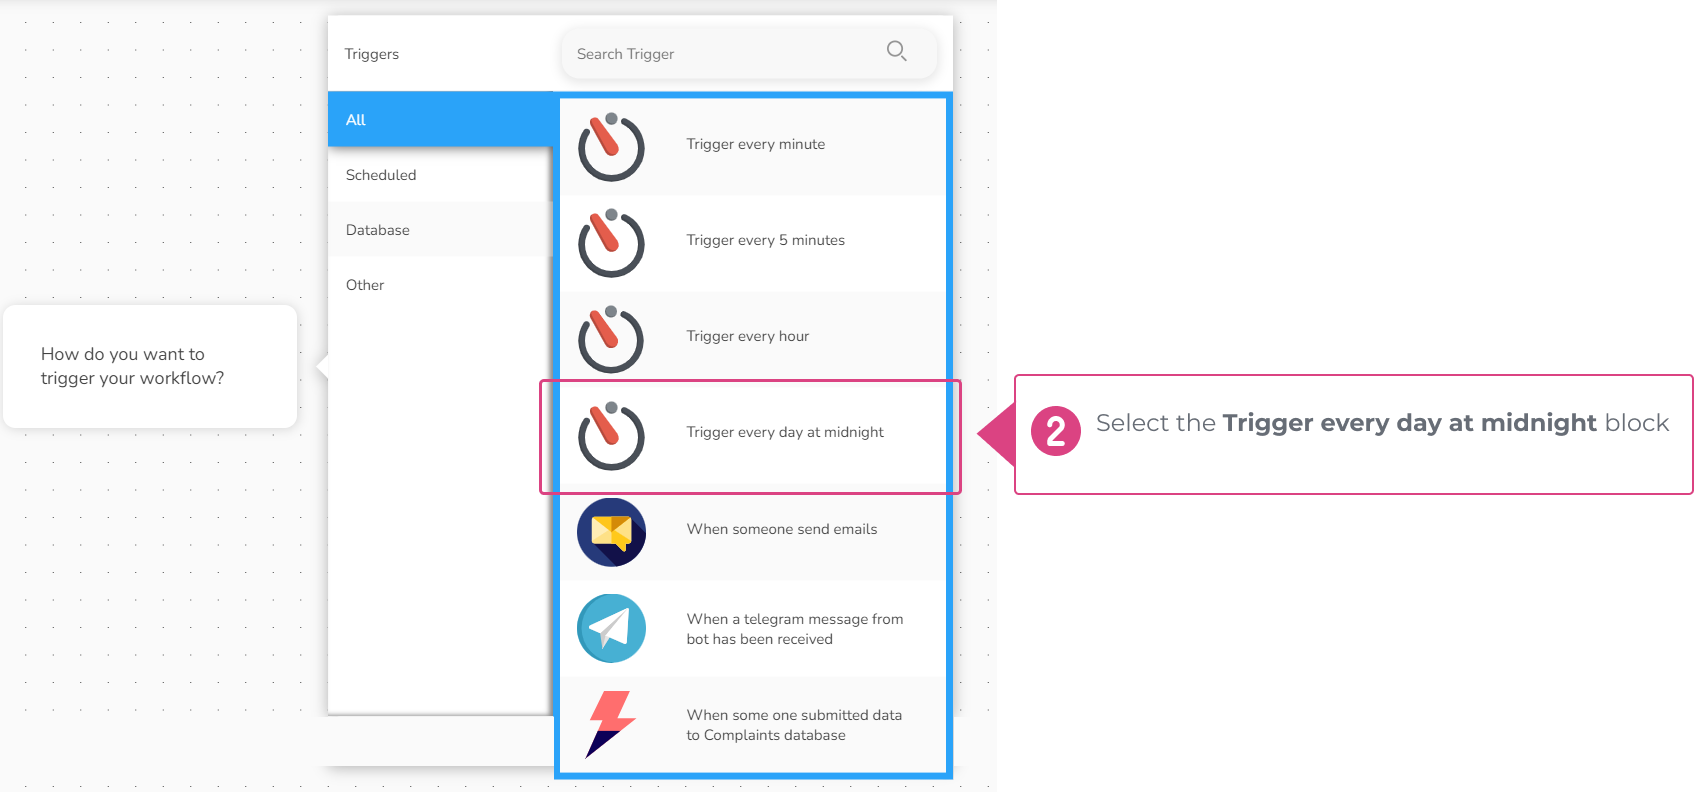 Triggers
Search Trigger
All
Scheduled
Database
Other
How do you want to
trigger your workflow?
Trigger every minute
Trigger every 5 minutes
Trigger every hour
Trigger every day at midnight
When someone send emails
When a telegram message from
bot has been received
When some one submitted data
to Complaints database
2 Select the Trigger every day at midnight block